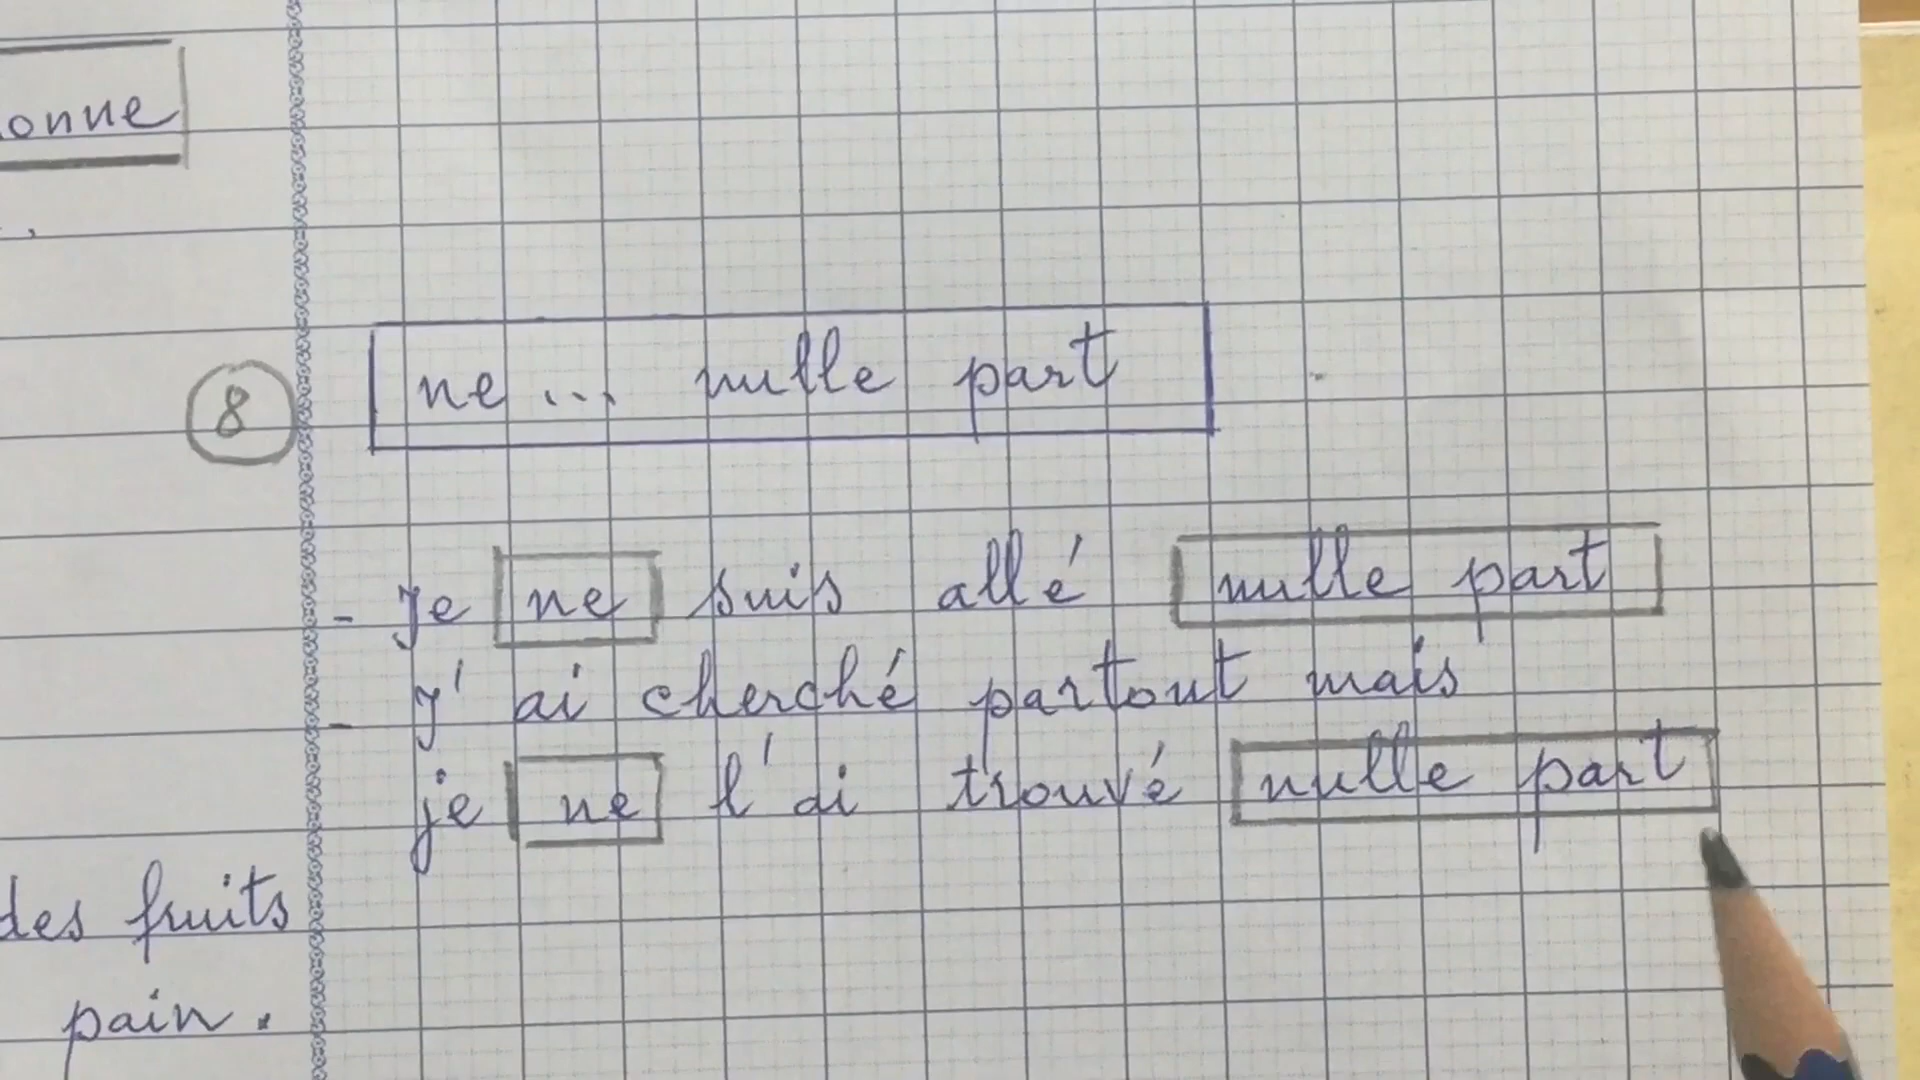 onne
8 ne... nulle part
- Je ne suis allé nulle part
- J'ai cherché partout mais
je ne l'ai trouvé nulle part
des fruits
pain.